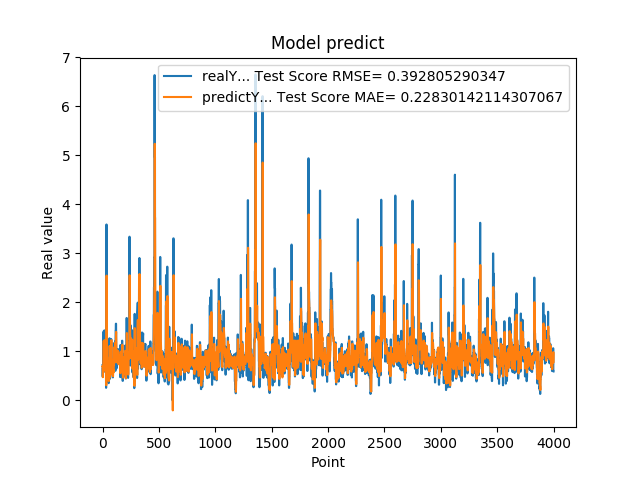 Model predict
realY... Test Score RMSE= 0.392805290347
predictY... Test Score MAE= 0.22830142114307067
7
6
5
4
3
2
1
0
Real value
0 500 1000 1500 2000 2500 3000 3500 4000
Point